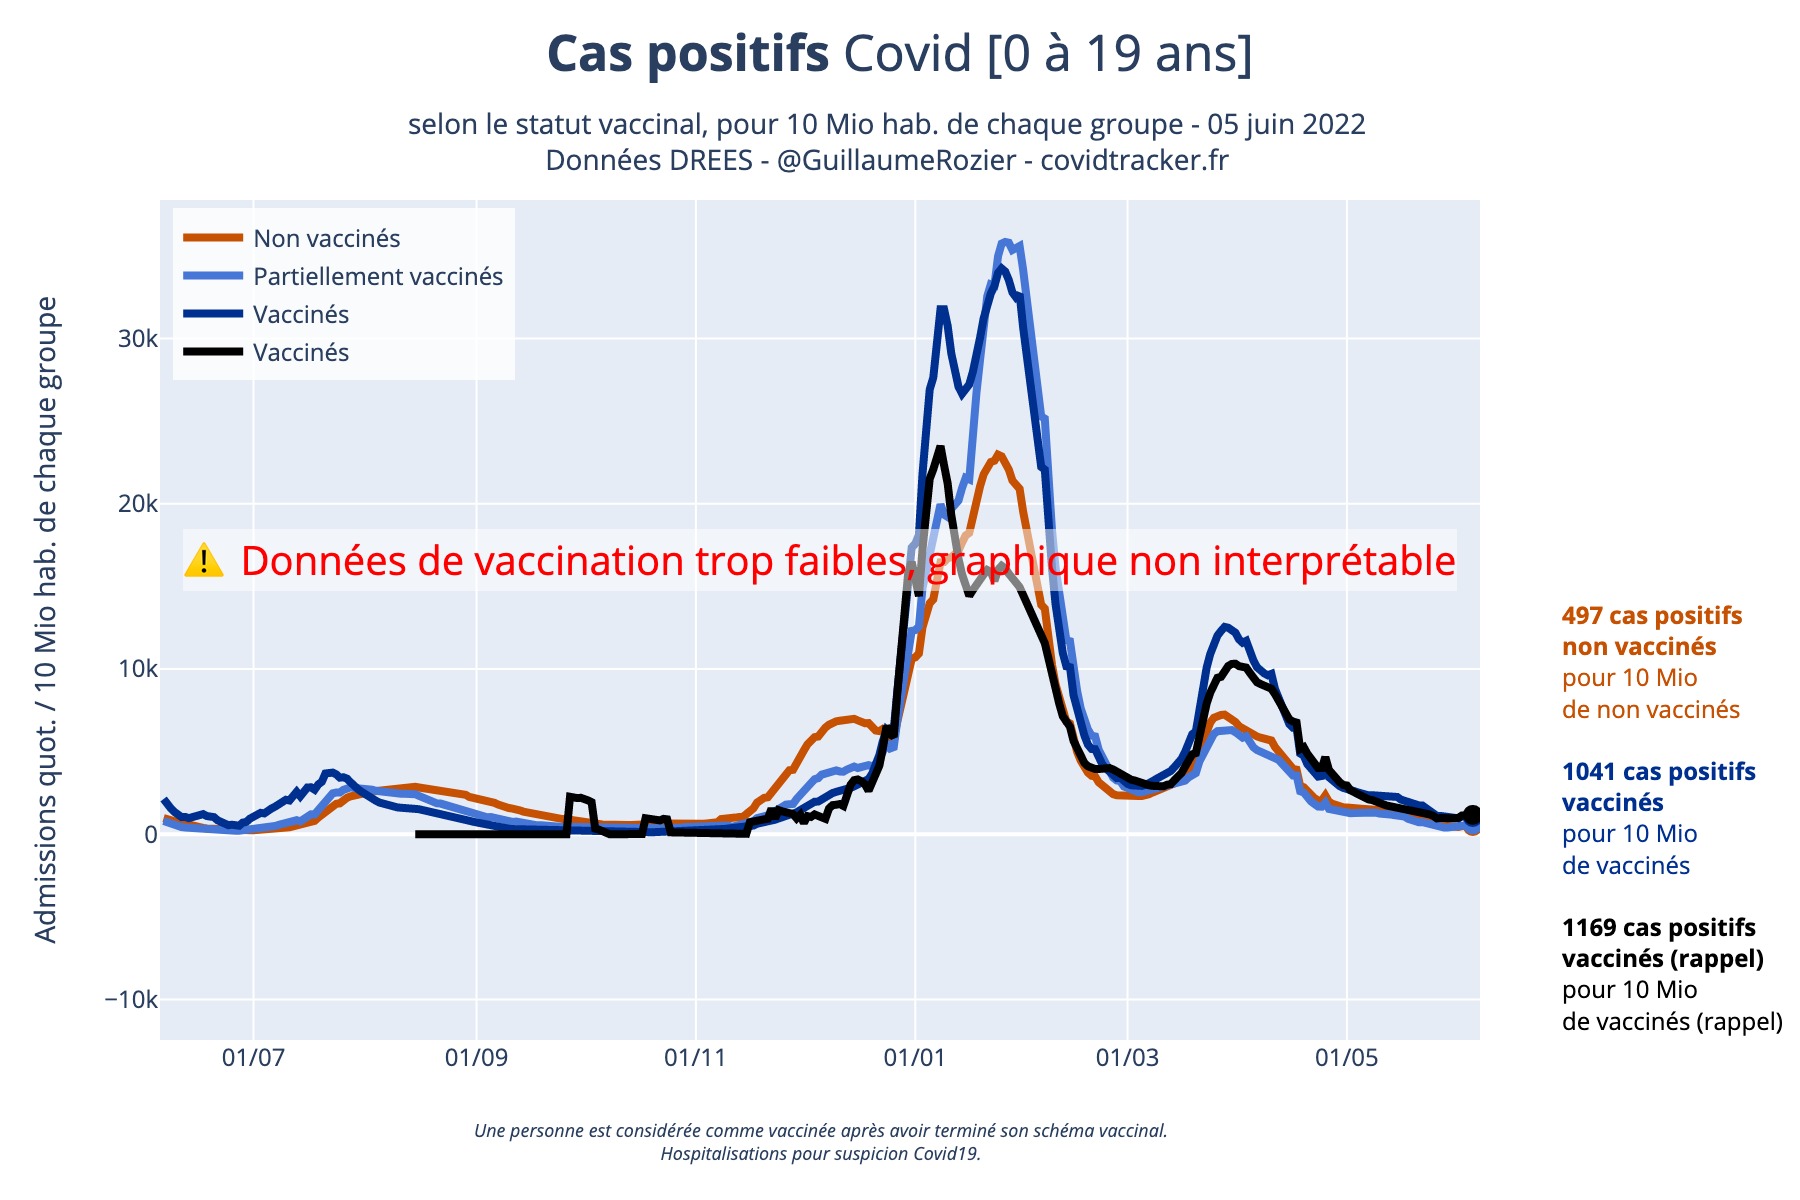 Cas positifs Covid [0 à 19 ans]
selon le statut vaccinal, pour 10 Mio hab. de chaque groupe - 05 juin 2022
Données DREES - @GuillaumeRozier - covidtracker.fr
Non vaccinés
Partiellement vaccinés
Vaccinés
Vaccinés
Admissions quot. / 10 Mio hab. de chaque groupe
30k
20k
10k
0
−10k
⚠️ Données de vaccination trop faibles, graphique non interprétable
01/07
01/09
01/11
01/01
01/03
01/05
497 cas positifs
non vaccinés
pour 10 Mio
de non vaccinés
1041 cas positifs
vaccinés
pour 10 Mio
de vaccinés
1169 cas positifs
vaccinés (rappel)
pour 10 Mio
de vaccinés (rappel)
Une personne est considérée comme vaccinée après avoir terminé son schéma vaccinal.
Hospitalisations pour suspicion Covid19.